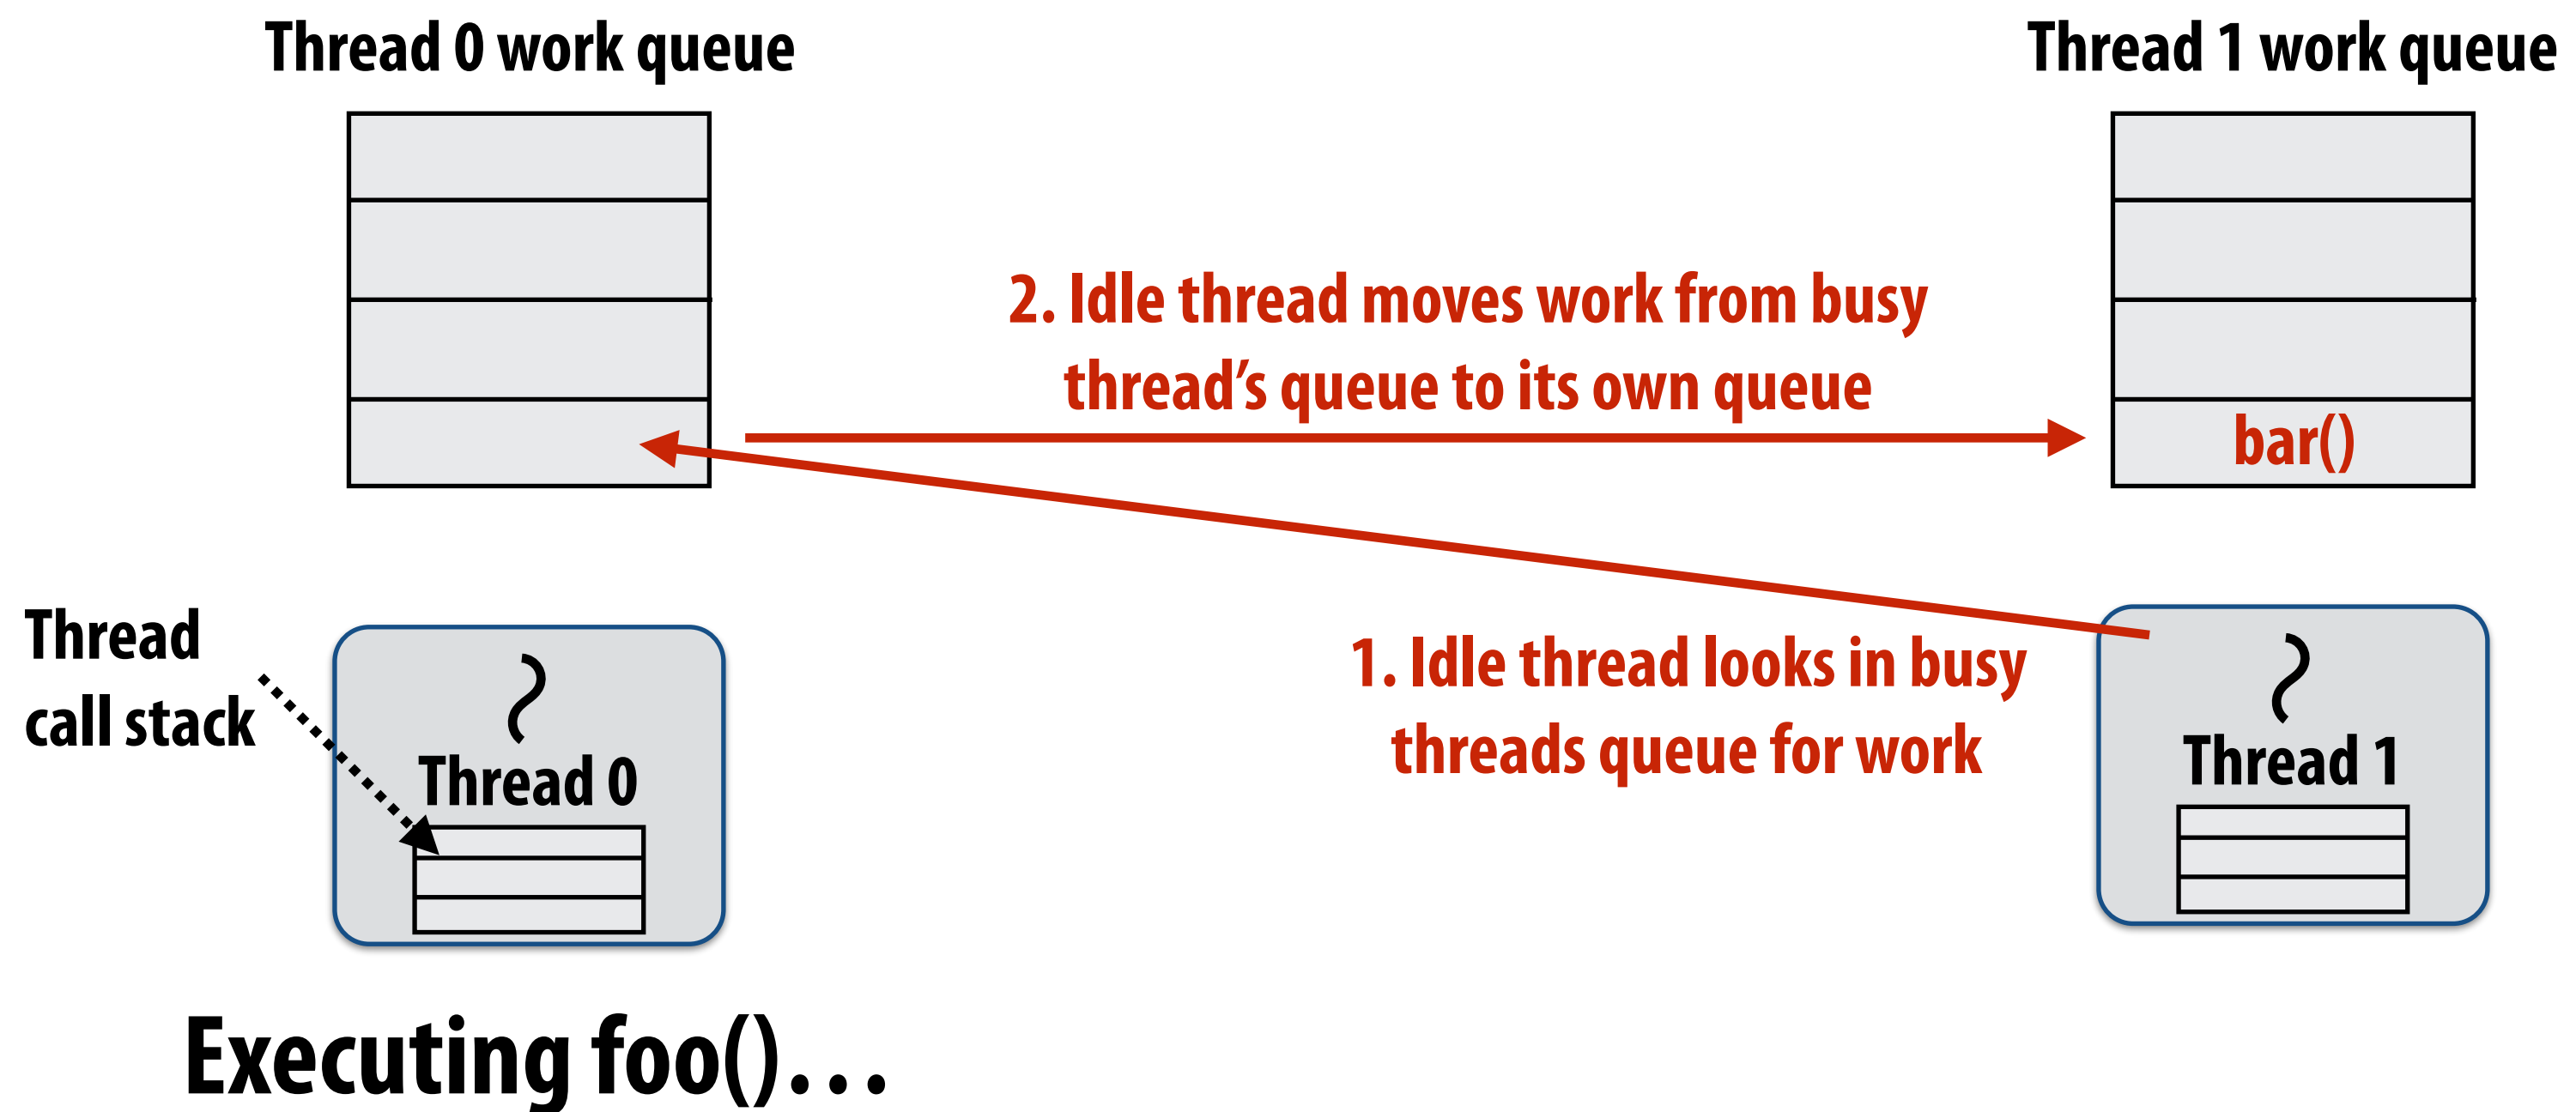 Thread 0 work queue
Thread 1 work queue
2. Idle thread moves work from busy
thread’s queue to its own queue
bar()
Thread
call stack
1. Idle thread looks in busy
threads queue for work
Thread 0
Thread 1
Executing foo()…